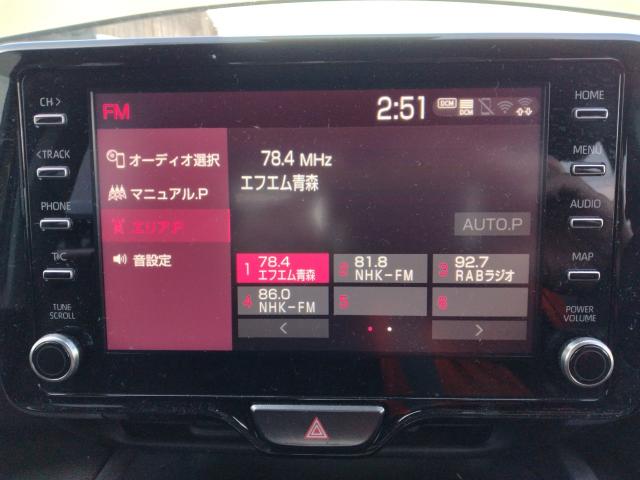 CH >
< TRACK
PHONE
T/C
TUNE
SCROLL
FM
2:51
DCM
DCM
オーディオ選択
マニュアル.P
エリア.P
音設定
78.4 MHz
エフエム青森
AUTO.P
1 78.4 エフエム青森
2 81.8 NHK-FM
3 92.7 RABラジオ
4 86.0 NHK-FM
5
6
<
>
HOME
MENU
AUDIO
MAP
POWER
VOLUME